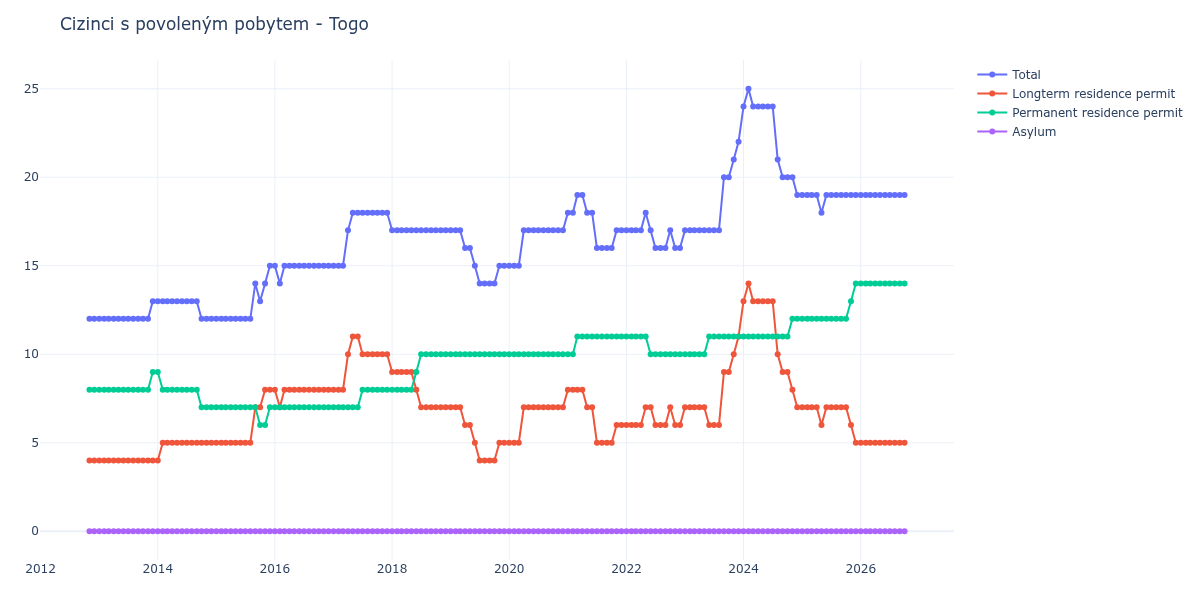 Cizinci s povoleným pobytem - Togo
Total
Longterm residence permit
Permanent residence permit
Asylum
25
20
15
10
5
0
2012
2014
2016
2018
2020
2022
2024
2026